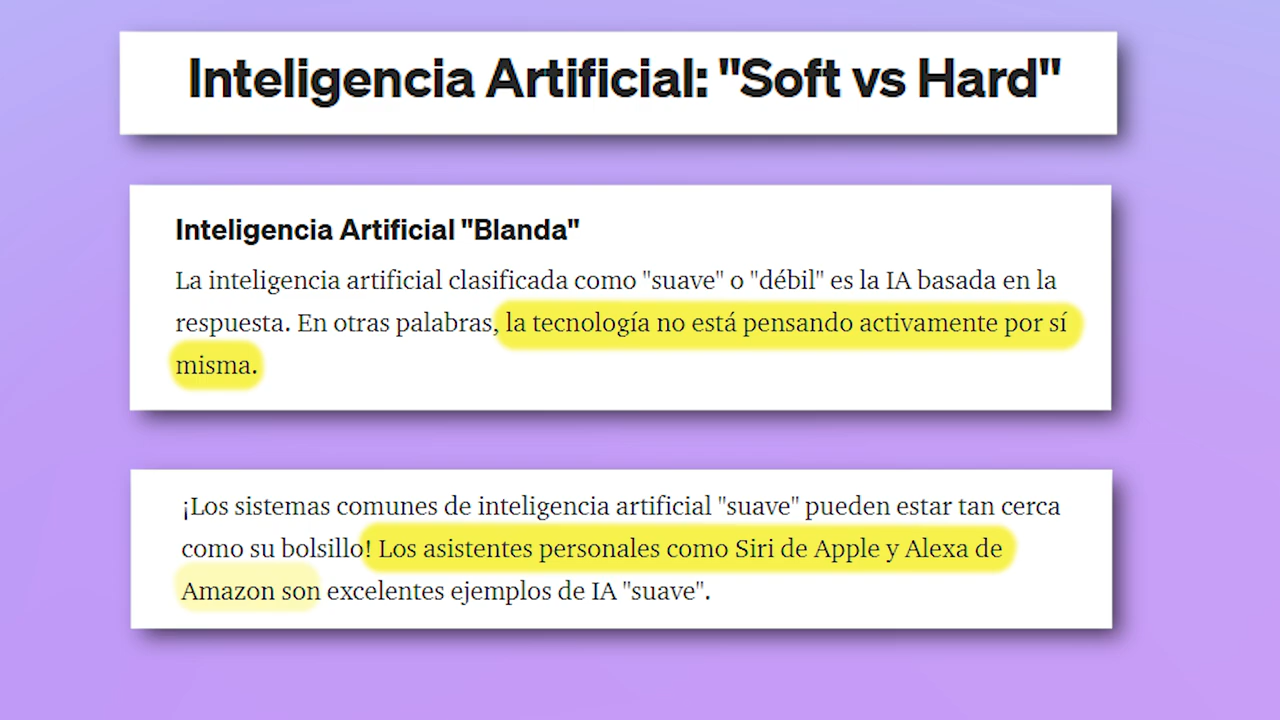 Inteligencia Artificial: "Soft vs Hard"
Inteligencia Artificial "Blanda"
La inteligencia artificial clasificada como "suave" o "débil" es la IA basada en la
respuesta. En otras palabras, la tecnología no está pensando activamente por sí
misma.
¡Los sistemas comunes de inteligencia artificial "suave" pueden estar tan cerca
como su bolsillo! Los asistentes personales como Siri de Apple y Alexa de
Amazon son excelentes ejemplos de IA "suave".